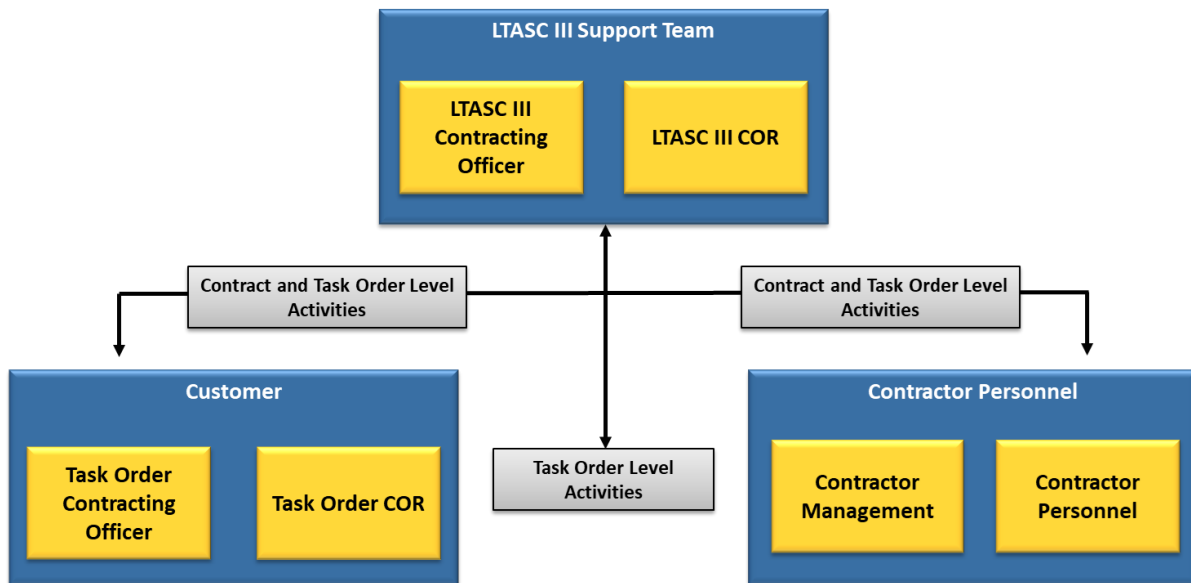 LTASC III Support Team
LTASC III
Contracting
Officer
LTASC III COR
Contract and Task Order Level
Activities
Contract and Task Order Level
Activities
Customer
Task Order
Contracting
Officer
Task Order COR
Task Order Level
Activities
Contractor Personnel
Contractor
Management
Contractor
Personnel